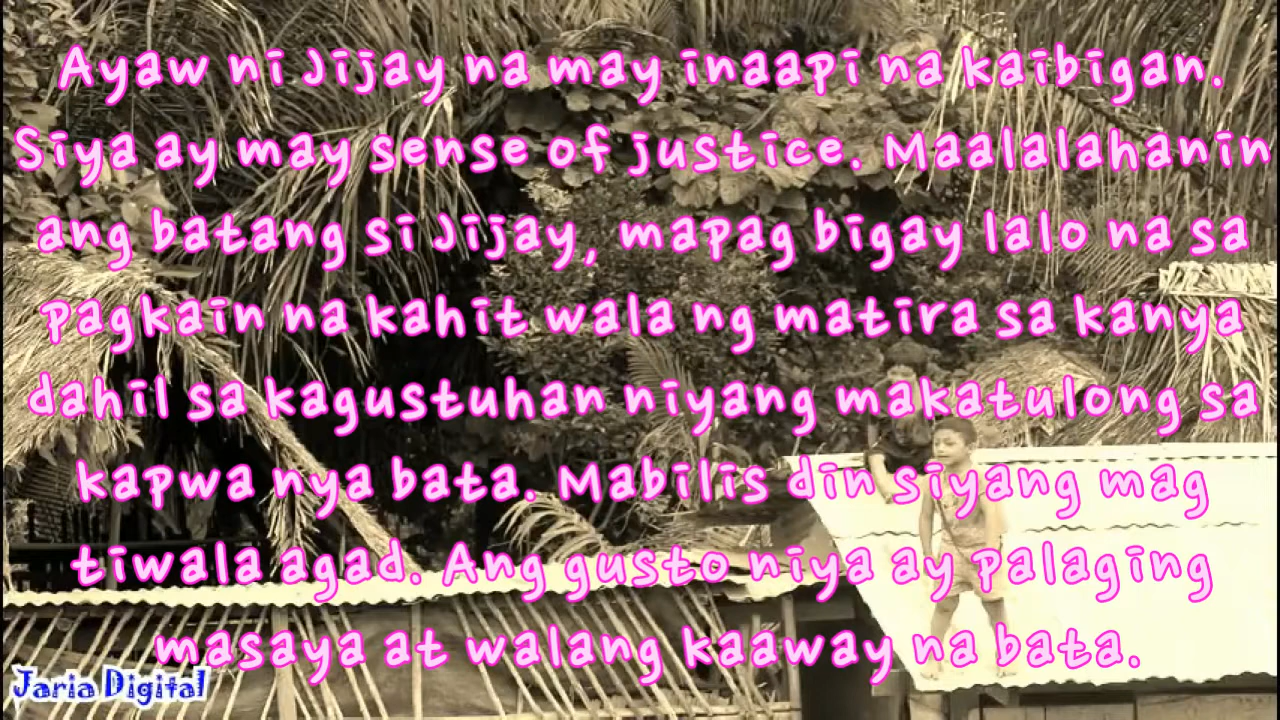 Ayaw ni Jijay na may inaapi na kaibigan.
Siya ay may sense of justice. Maalalahanin
ang batang si Jijay, mapag bigay lalo na sa
pagkain na kahit wala ng matira sa kanya
dahil sa kagustuhan niyang makatulong sa
kapwa nya bata. Mabilis din siyang mag
tiwala agad. Ang gusto niya ay palaging
masaya at walang kaaway na bata.
Jaria Digital